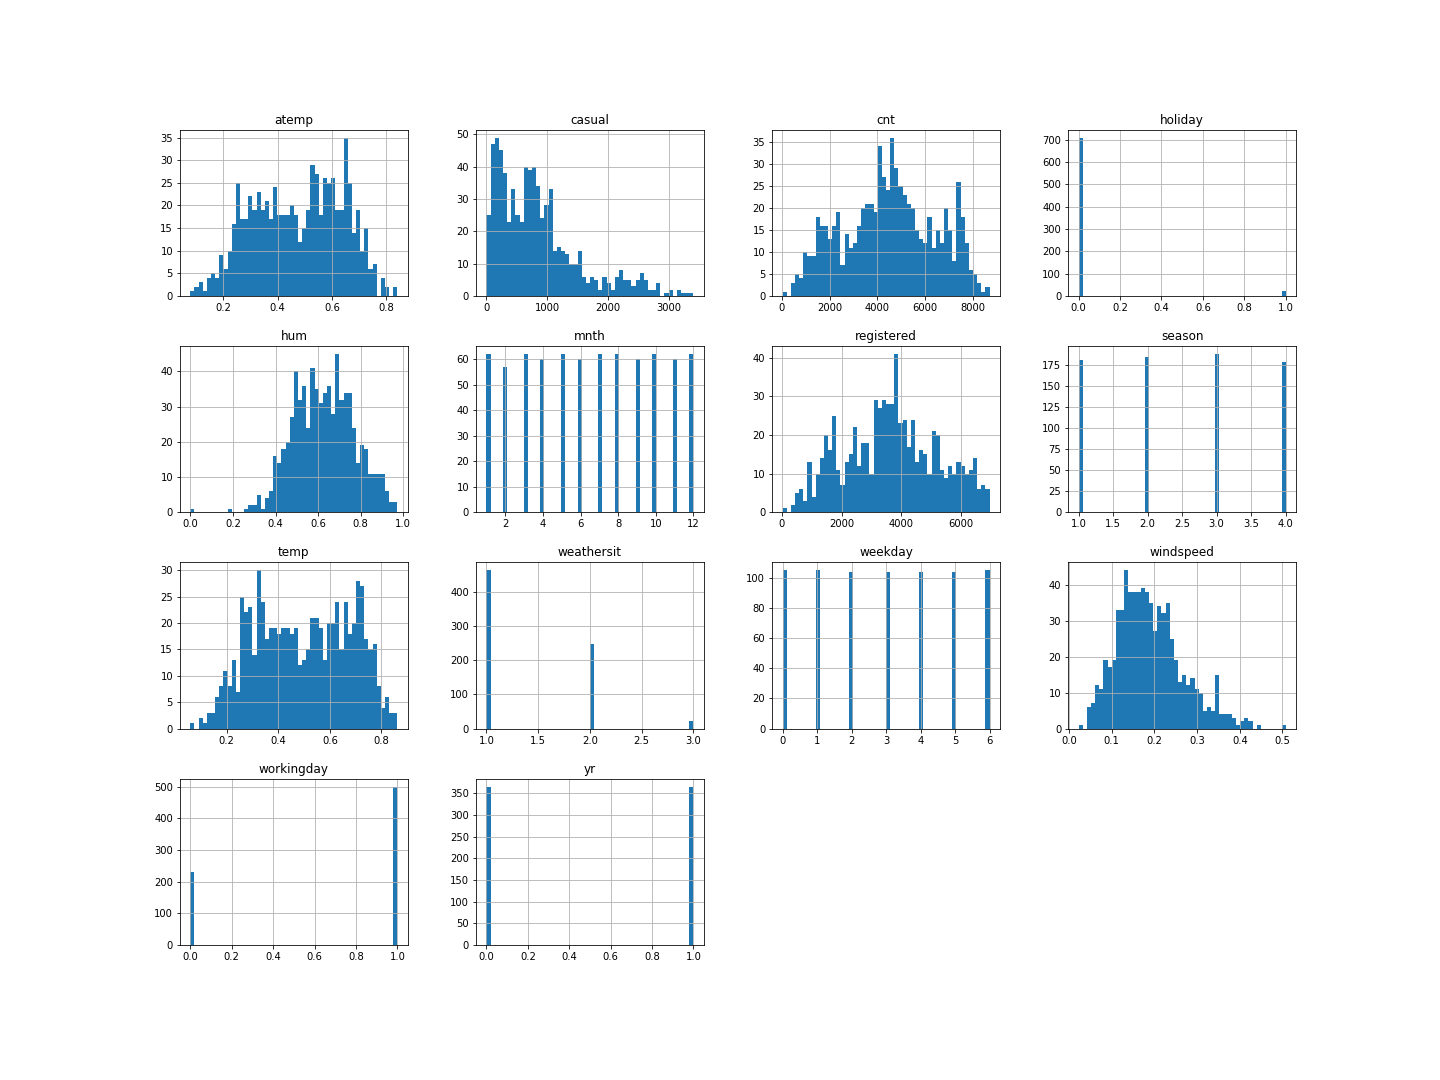 atemp casual cnt holiday
35 50 35 700
30 40 30 600
25 30 25 500
20 20 20 400
15 10 15 300
10 0 10 200
5 5 100
0 0 0
0.2 0.4 0.6 0.8 0 1000 2000 3000 0 2000 4000 6000 8000 0.0 0.2 0.4 0.6 0.8 1.0
hum mnth registered season
40 60 40 175
30 50 30 150
20 40 20 125
10 30 10 100
0 20 0 75
10 50
0 25
0
0.0 0.2 0.4 0.6 0.8 1.0 2 4 6 8 10 12 0 2000 4000 6000 1.0 1.5 2.0 2.5 3.0 3.5 4.0
temp weathersit weekday windspeed
30 400 100 40
25 300 80 30
20 200 60 20
15 100 40 10
10 0 20 0
5 0
0
0.2 0.4 0.6 0.8 1.0 1.5 2.0 2.5 3.0 0 1 2 3 4 5 6 0.0 0.1 0.2 0.3 0.4 0.5
workingday yr
500 350
400 300
300 250
200 200
100 150
0 100
50
0
0.0 0.2 0.4 0.6 0.8 1.0 0.0 0.2 0.4 0.6 0.8 1.0